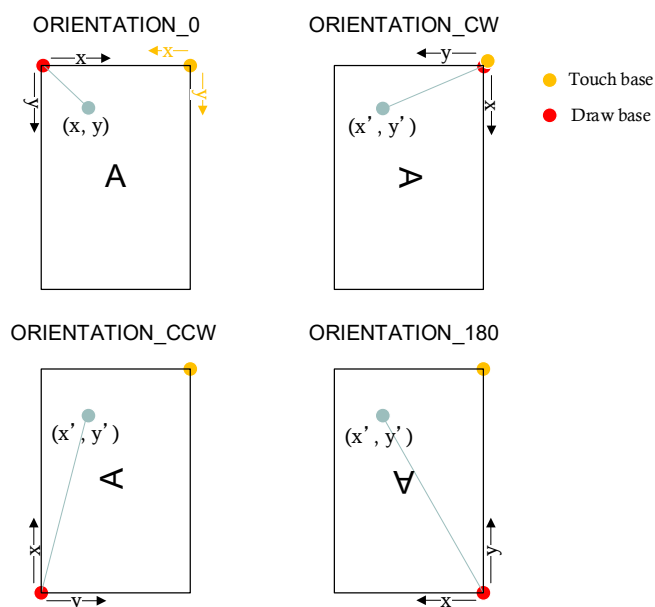 ORIENTATION_0
x
x
y
y
(x, y)
A
ORIENTATION_CW
y
x
(x', y')
A
Touch base
Draw base
ORIENTATION_CCW
(x', y')
A
x
y
ORIENTATION_180
(x', y')
A
y
x